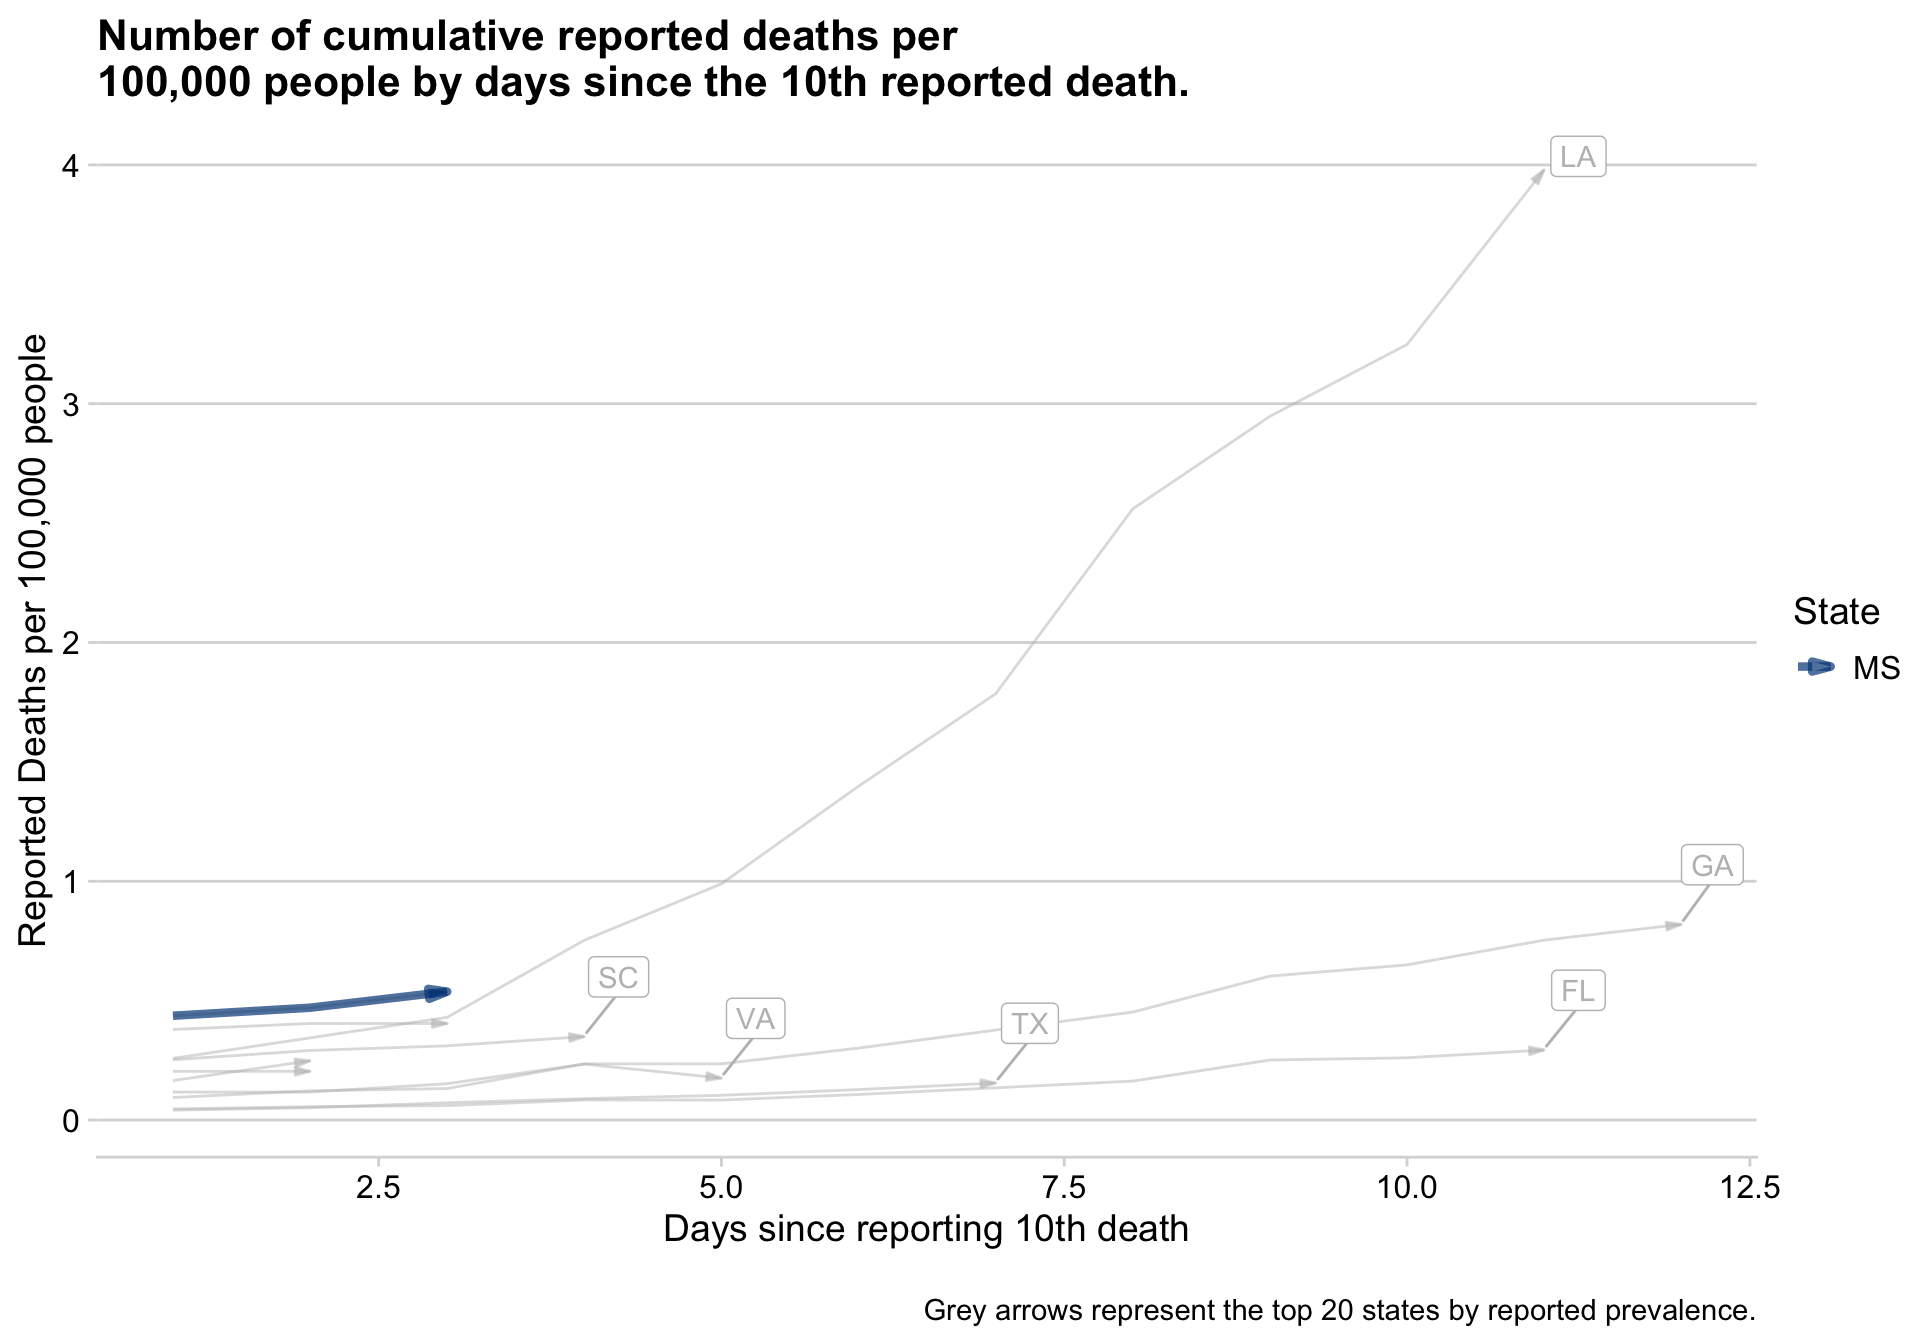 Number of cumulative reported deaths per
100,000 people by days since the 10th reported death.
Reported Deaths per 100,000 people
4
3
2
1
0
LA
GA
FL
SC
VA
TX
State
MS
2.5
5.0
7.5
10.0
12.5
Days since reporting 10th death
Grey arrows represent the top 20 states by reported prevalence.